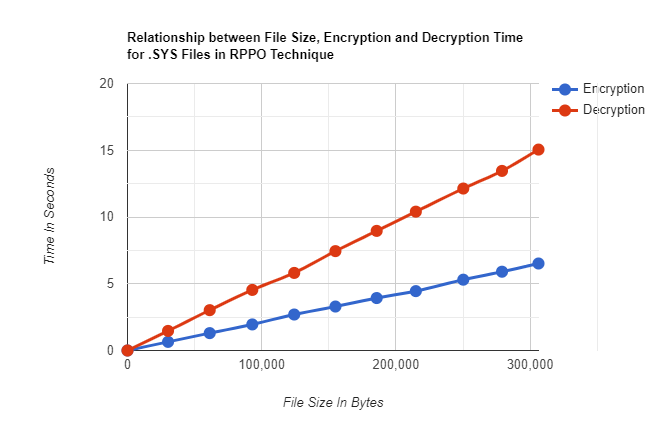 Relationship between File Size, Encryption and Decryption Time
for .SYS Files in RPPO Technique
20
15
10
5
0
Time In Seconds
Encryption
Decryption
0
100,000
200,000
300,000
File Size In Bytes